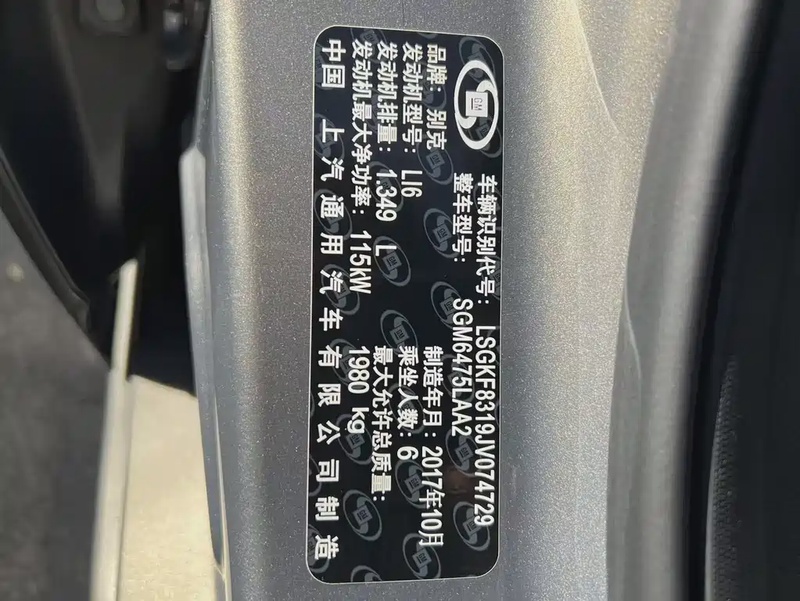 GM
车辆识别代号: LSGKF8319JV074729
整车型号: SGM6475LAA2
品牌: 别克 制造年月: 2017年10月
发动机型号: LI6 乘坐人数: 6
发动机排量: 1.349 L 最大允许总质量:
发动机最大净功率: 115kW 1980 kg
中国 上汽通用汽车有限公司制造